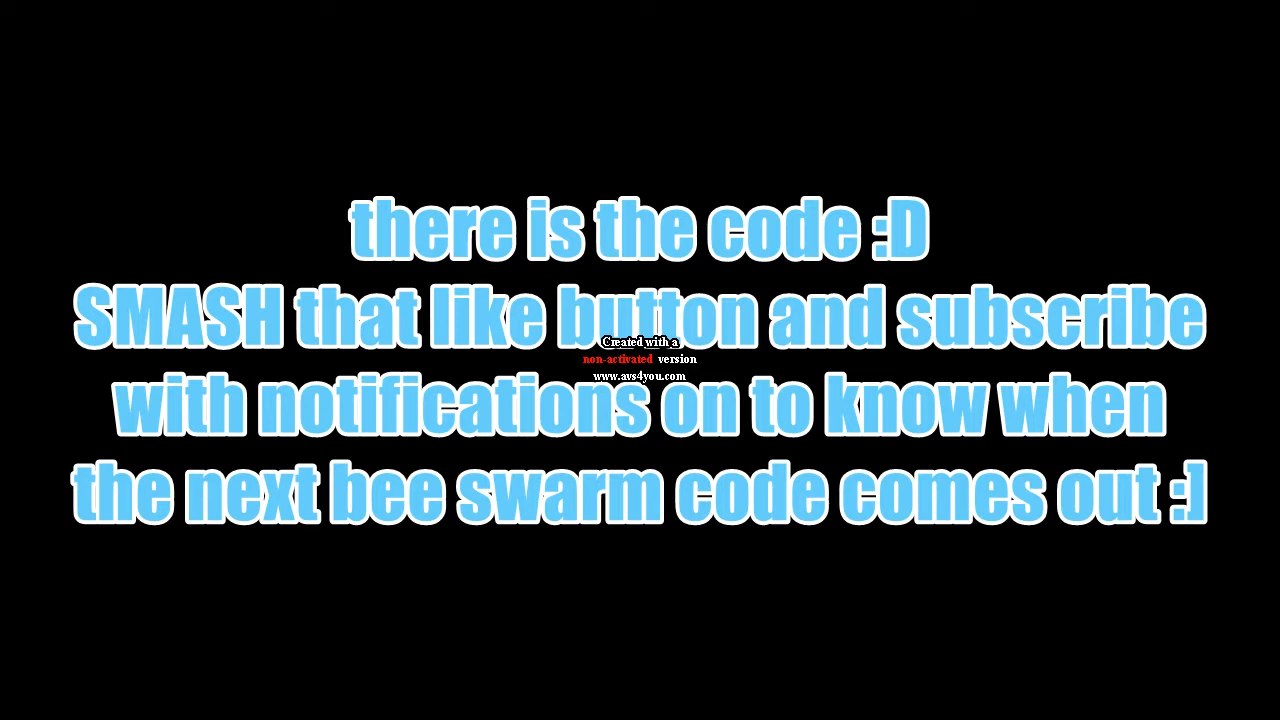 there is the code :D
SMASH that like button and subscribe
Created with a
non-activated version
www.avs4you.com
with notifications on to know when
the next bee swarm code comes out :]